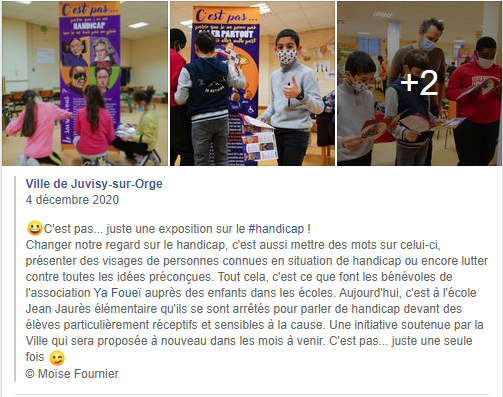 C'est pas...
HANDICAP
C'est pas...
PARTOUT
+2
Ville de Juvisy-sur-Orge
4 décembre 2020
😀C'est pas... juste une exposition sur le #handicap !
Changer notre regard sur le handicap, c'est aussi mettre des mots sur celui-ci,
présenter des visages de personnes connues en situation de handicap ou encore lutter
contre toutes les idées préconçues. Tout cela, c'est ce que font les bénévoles de
l'association Ya Foueï auprès des enfants dans les écoles. Aujourd'hui, c'est à l'école
Jean Jaurès élémentaire qu'ils se sont arrêtés pour parler de handicap devant des
élèves particulièrement réceptifs et sensibles à la cause. Une initiative soutenue par la
Ville qui sera proposée à nouveau dans les mois à venir. C'est pas... juste une seule
fois 😉
© Moïse Fournier